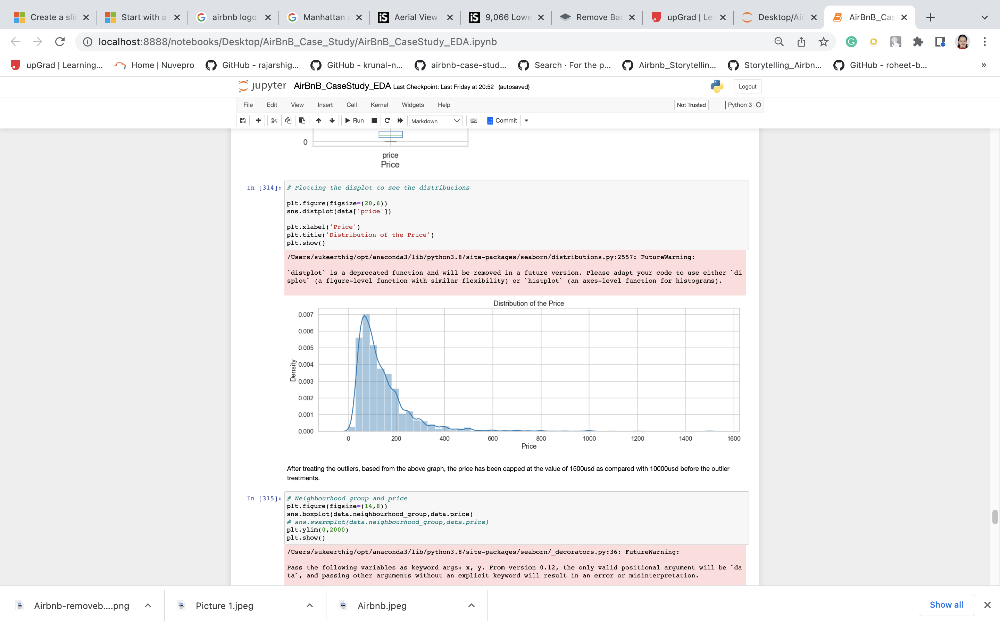 Create a slic
Start with a
airbnb logo
Manhattan a
iS Aerial View
iS 9,066 Lowe
Remove Bac
upGrad | Le
Desktop/Air
AirBnB_Cas
localhost:8888/notebooks/Desktop/AirBnB_Case_Study/AirBnB_CaseStudy_EDA.ipynb
upGrad | Learning...
Home | Nuvepro
GitHub - rajarshig...
GitHub - krunal-n...
airbnb-case-stud...
Search · For the p...
Airbnb_Storytellin...
Storytelling_Airbn...
GitHub - roheet-b...
»
jupyter AirBnB_CaseStudy_EDA Last Checkpoint: Last Friday at 20:52 (autosaved)
Logout
File Edit View Insert Cell Kernel Widgets Help
Not Trusted
Python 3
Run
Markdown
Commit
0
price
Price
In [314]:
# Plotting the displot to see the distributions
plt.figure(figsize=(20,6))
sns.distplot(data['price'])
plt.xlabel('Price')
plt.title('Distribution of the Price')
plt.show()
/Users/sukeerthig/opt/anaconda3/lib/python3.8/site-packages/seaborn/distributions.py:2557: FutureWarning:
`distplot` is a deprecated function and will be removed in a future version. Please adapt your code to use either `di
splot` (a figure-level function with similar flexibility) or `histplot` (an axes-level function for histograms).
Distribution of the Price
0.007
0.006
0.005
0.004
0.003
0.002
0.001
0.000
Density
0 200 400 600 800 1000 1200 1400 1600
Price
After treating the outliers, based from the above graph, the price has been capped at the value of 1500usd as compared with 10000usd before the outlier
treatments.
In [315]:
# Neighbourhood group and price
plt.figure(figsize=(14,8))
sns.boxplot(data.neighbourhood_group,data.price)
# sns.swarmplot(data.neighbourhood_group,data.price)
plt.ylim(0,2000)
plt.show()
/Users/sukeerthig/opt/anaconda3/lib/python3.8/site-packages/seaborn/_decorators.py:36: FutureWarning:
Pass the following variables as keyword args: x, y. From version 0.12, the only valid positional argument will be `da
ta`, and passing other arguments without an explicit keyword will result in an error or misinterpretation.
Airbnb-removeb....png
Picture 1.jpeg
Airbnb.jpeg
Show all